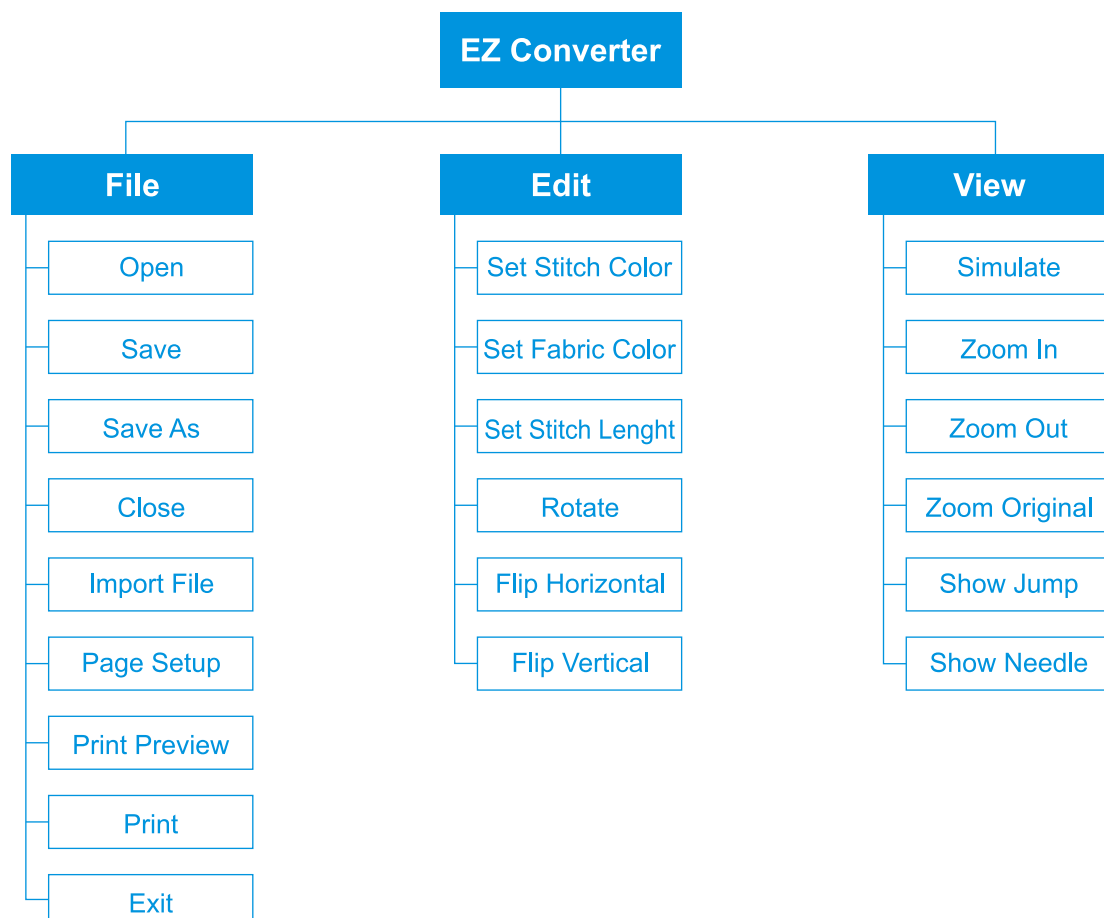 EZ Converter
File
Open
Save
Save As
Close
Import File
Page Setup
Print Preview
Print
Exit
Edit
Set Stitch Color
Set Fabric Color
Set Stitch Lenght
Rotate
Flip Horizontal
Flip Vertical
View
Simulate
Zoom In
Zoom Out
Zoom Original
Show Jump
Show Needle